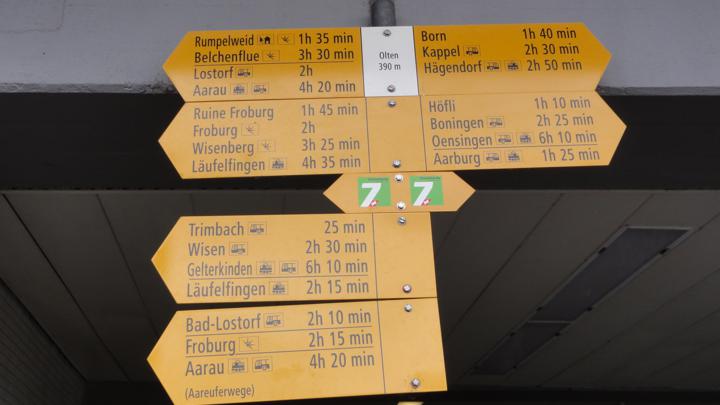 Rumpelweid 1h 35 min
Belchenflue 3h 30 min
Lostorf 2h
Aarau 4h 20 min
Olten
390 m
Born 1h 40 min
Kappel 2h 30 min
Hägendorf 2h 50 min
Ruine Froburg 1h 45 min
Froburg 2h
Wisenberg 3h 25 min
Läufelfingen 4h 35 min
Höfli 1h 10 min
Boningen 2h 25 min
Oensingen 6h 10 min
Aarburg 1h 25 min
7 7
Trimbach 25 min
Wisen 2h 30 min
Gelterkinden 6h 10 min
Läufelfingen 2h 15 min
Bad-Lostorf 2h 10 min
Froburg 2h 15 min
Aarau 4h 20 min
(Aareuferwege)